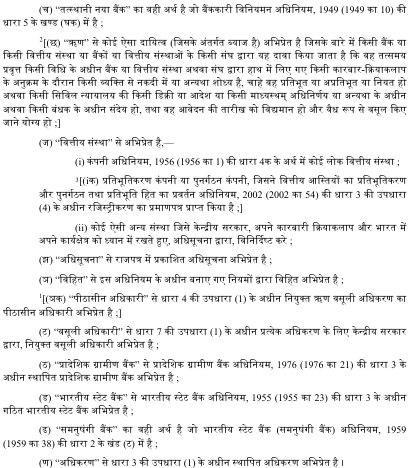 (च) “तत्स्थानी नया बैंक” का वही अर्थ है जो बैंककारी विनियमन अधिनियम, 1949 (1949 का 10) की
धारा 5 के खण्ड (घक) में है ;
2[(छ) “ऋण” से कोई ऐसा दायित्व (जिसके अंतर्गत ब्याज है) अभिप्रेत है जिसके बारे में किसी बैंक या
किसी वित्तीय संस्था या बैंकों या वित्तीय संस्थाओं के किसी संघ द्वारा यह दावा किया जाता है कि वह तत्समय
प्रवृत्त किसी विधि के अधीन बैंक या वित्तीय संस्था अथवा संघ द्वारा हाथ में लिए गए किसी कारबार-क्रियाकलाप
के अनुक्रम के दौरान किसी व्यक्ति से नकदी में या अन्यथा शोध्य है, चाहे वह प्रतिभूत या अप्रतिभूत या नियत हो
अथवा किसी सिविल न्यायालय की किसी डिक्री या आदेश या किसी माध्यस्थम् अधिनिर्णय या अन्यथा के अधीन
अथवा किसी बंधक के अधीन संदेय हो, तथा वह आवेदन की तारीख को विद्यमान हो और वैध रूप से वसूल किए
जाने योग्य हो ;]
(ज) “वित्तीय संस्था” से अभिप्रेत है,—
(i) कंपनी अधिनियम, 1956 (1956 का 1) की धारा 4क के अर्थ में कोई लोक वित्तीय संस्था ;
3[(iक) प्रतिभूतिकरण कंपनी या पुनर्गठन कंपनी, जिसने वित्तीय आस्तियों का प्रतिभूतिकरण
और पुनर्गठन तथा प्रतिभूति हित का प्रवर्तन अधिनियम, 2002 (2002 का 54) की धारा 3 की उपधारा
(4) के अधीन रजिस्ट्रीकरण का प्रमाणपत्र प्राप्त किया है ;]
(ii) कोई ऐसी अन्य संस्था जिसे केन्द्रीय सरकार, अपने कारबारी क्रियाकलाप और भारत में
अपने कार्यक्षेत्र को ध्यान में रखते हुए, अधिसूचना द्वारा, विनिर्दिष्ट करे ;
(झ) “अधिसूचना” से राजपत्र में प्रकाशित अधिसूचना अभिप्रेत है ;
(ञ) “विहित” से इस अधिनियम के अधीन बनाए गए नियमों द्वारा विहित अभिप्रेत है ;
1[(ञक) “पीठासीन अधिकारी” से धारा 4 की उपधारा (1) के अधीन नियुक्त ऋण वसूली अधिकरण का
पीठासीन अधिकारी अभिप्रेत है ;]
(ट) “वसूली अधिकारी” से धारा 7 की उपधारा (1) के अधीन प्रत्येक अधिकरण के लिए केन्द्रीय सरकार
द्वारा, नियुक्त वसूली अधिकारी अभिप्रेत है ;
(ठ) “प्रादेशिक ग्रामीण बैंक” से प्रादेशिक ग्रामीण बैंक अधिनियम, 1976 (1976 का 21) की धारा 3 के
अधीन स्थापित प्रादेशिक ग्रामीण बैंक अभिप्रेत है ;
(ड) “भारतीय स्टेट बैंक” से भारतीय स्टेट बैंक अधिनियम, 1955 (1955 का 23) की धारा 3 के अधीन
गठित भारतीय स्टेट बैंक अभिप्रेत है ;
(ढ) “समनुषंगी बैंक” का वही अर्थ है जो भारतीय स्टेट बैंक (समनुषंगी बैंक) अधिनियम, 1959
(1959 का 38) की धारा 2 के खंड (ट) में है ;
(ण) “अधिकरण” से धारा 3 की उपधारा (1) के अधीन स्थापित अधिकरण अभिप्रेत है ।